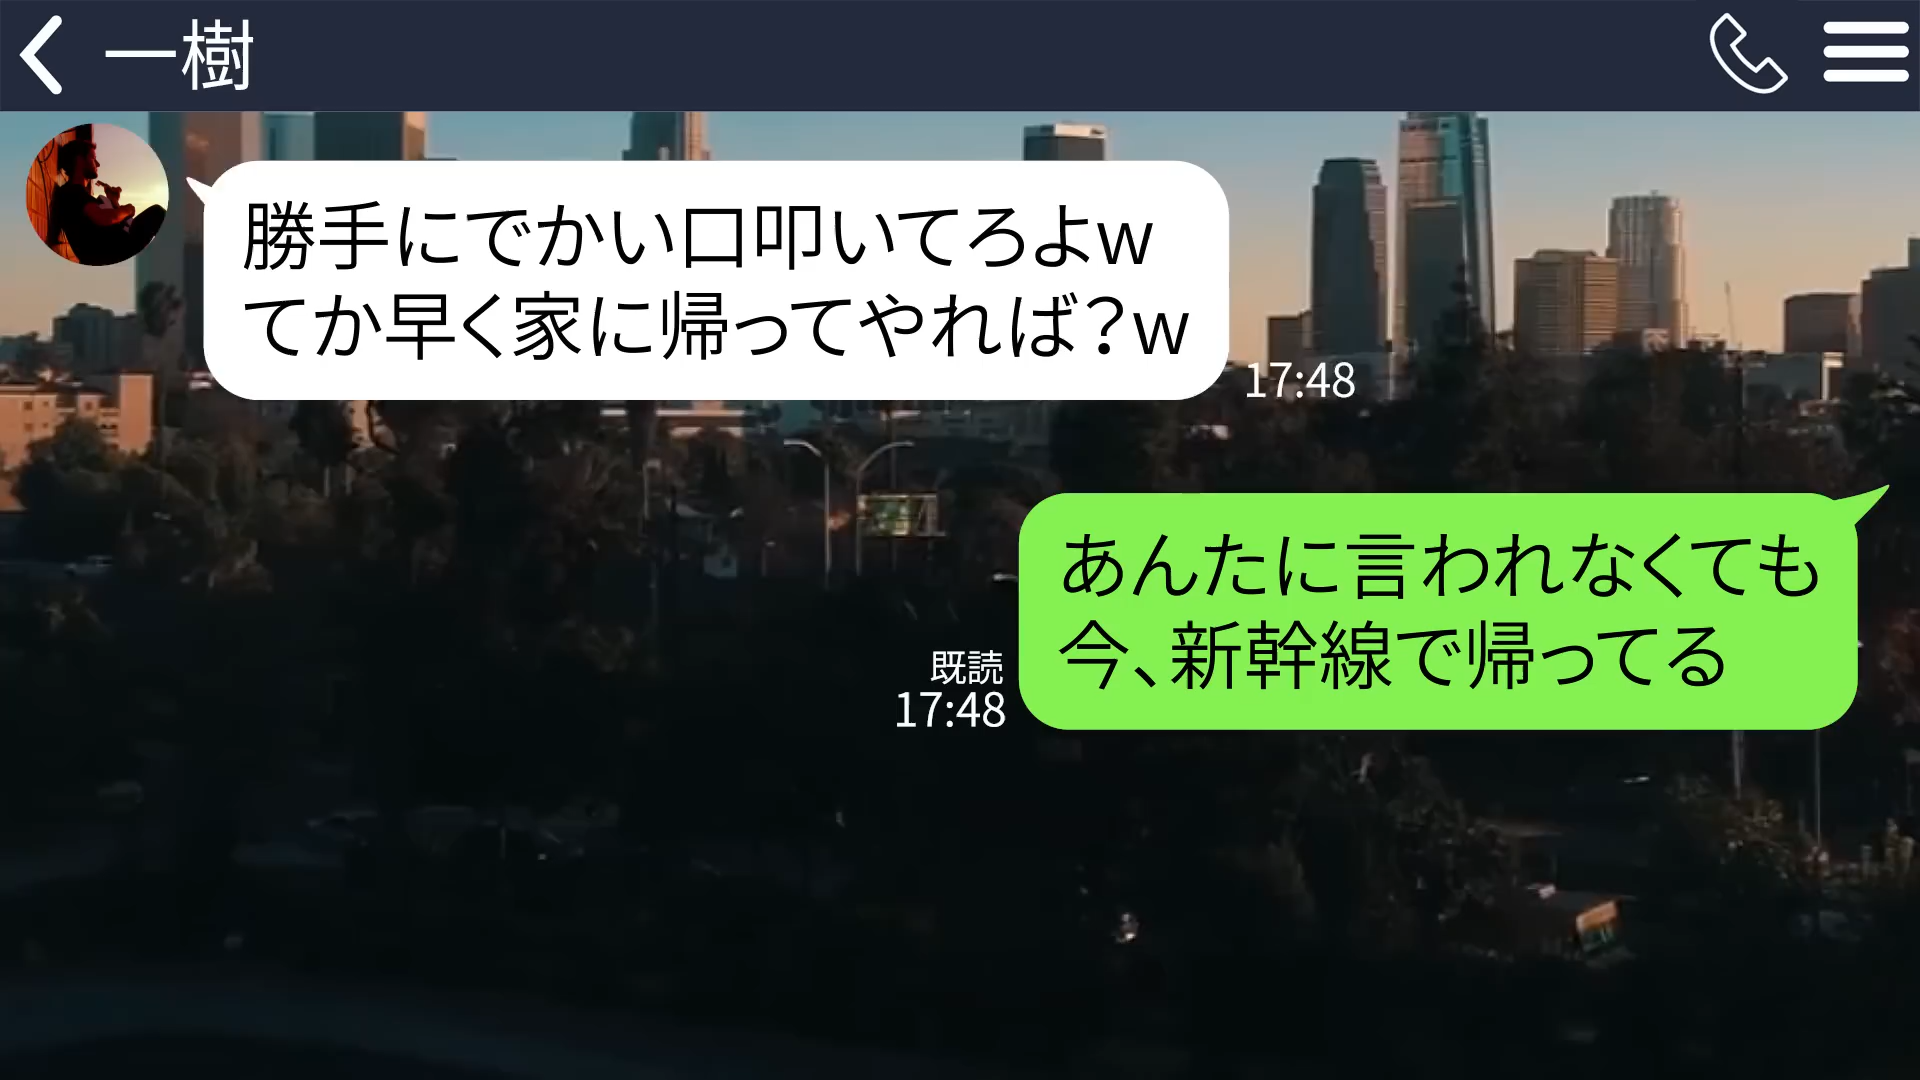 一樹
勝手にでかい口叩いてろよw
てか早く家に帰ってやれば？w
17:48
あんたに言われなくても
今、新幹線で帰ってる
既読
17:48